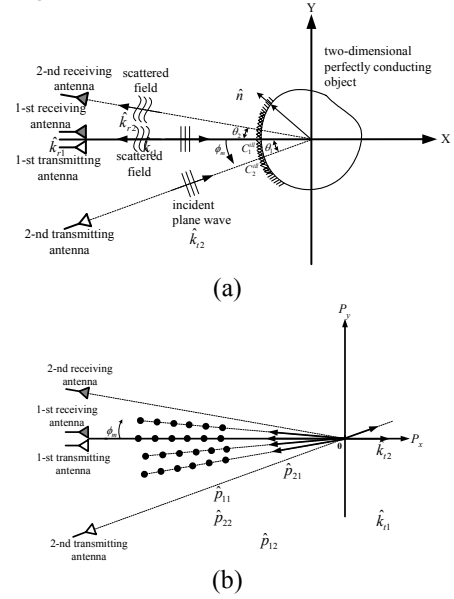 Y
two-dimensional
perfectly conducting
object
2-nd receiving
antenna
scattered
field
1-st receiving
antenna
n̂
k̂r2
θ2
X
k̂r1
ϕm
C1ill
θ1
1-st transmitting
antenna
scattered
field
C2ill
incident
plane wave
k̂t2
2-nd transmitting
antenna
(a)
Py
2-nd receiving
antenna
1-st receiving
antenna
ϕm
0
Px
kt2
1-st transmitting
antenna
p̂21
p̂11
p̂22
k̂t1
2-nd transmitting
antenna
p̂12
(b)